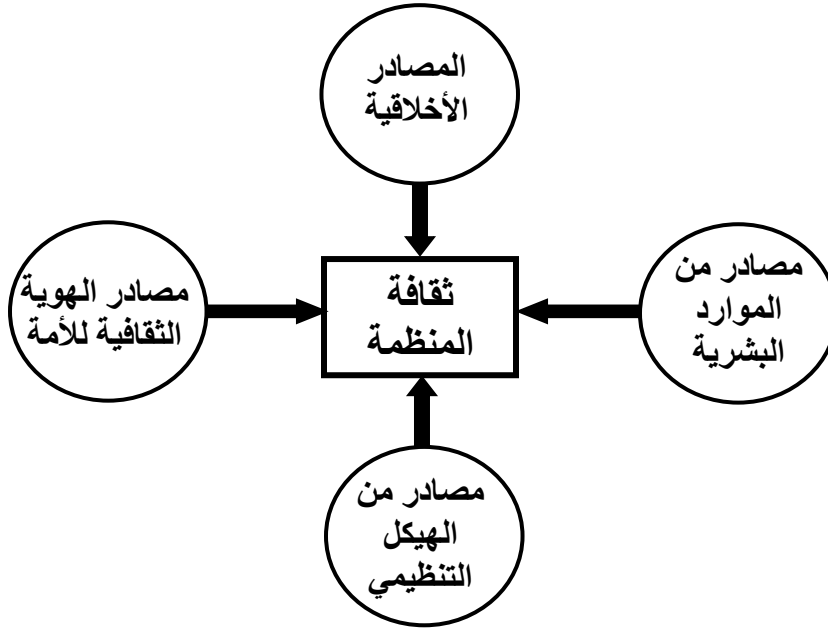 المصادر
الأخلاقية
مصادر من
الموارد
البشرية
ثقافة
المنظمة
مصادر الهوية
الثقافية للأمة
مصادر من
الهيكل
التنظيمي